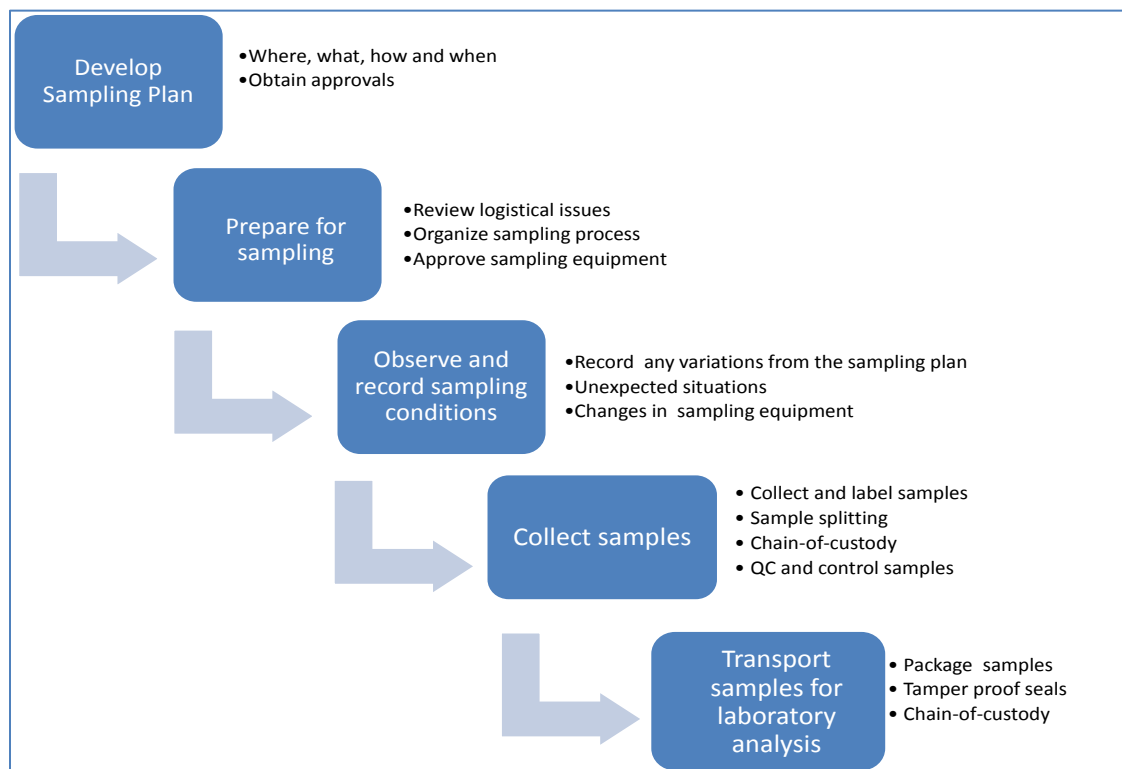 Develop
Sampling Plan
•Where, what, how and when
•Obtain approvals
Prepare for
sampling
•Review logistical issues
•Organize sampling process
•Approve sampling equipment
Observe and
record sampling
conditions
•Record any variations from the sampling plan
•Unexpected situations
•Changes in sampling equipment
Collect samples
• Collect and label samples
• Sample splitting
• Chain-of-custody
• QC and control samples
Transport
samples for
laboratory
analysis
• Package samples
• Tamper proof seals
• Chain-of-custody